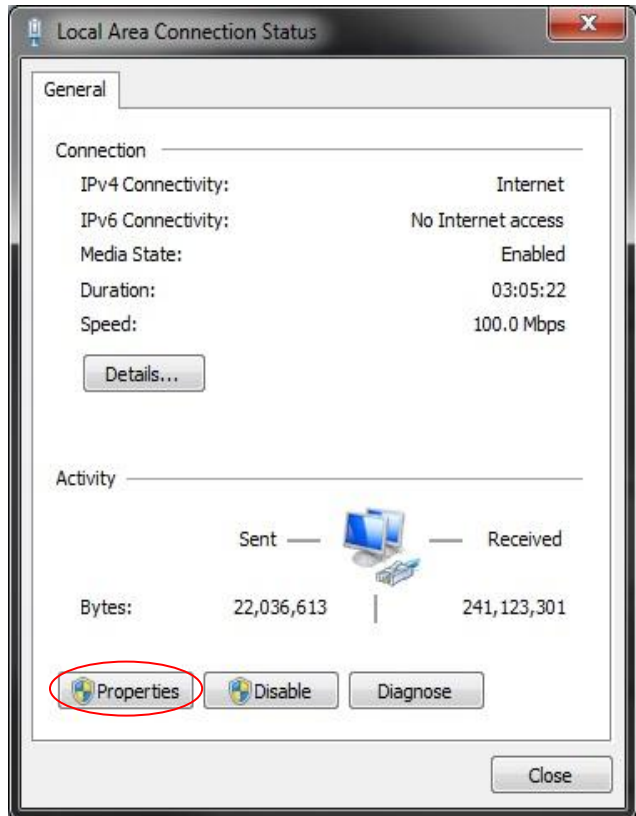 Local Area Connection Status
General
Connection
IPv4 Connectivity: Internet
IPv6 Connectivity: No Internet access
Media State: Enabled
Duration: 03:05:22
Speed: 100.0 Mbps
Details...
Activity
Sent Received
Bytes: 22,036,613 241,123,301
Properties Disable Diagnose
Close